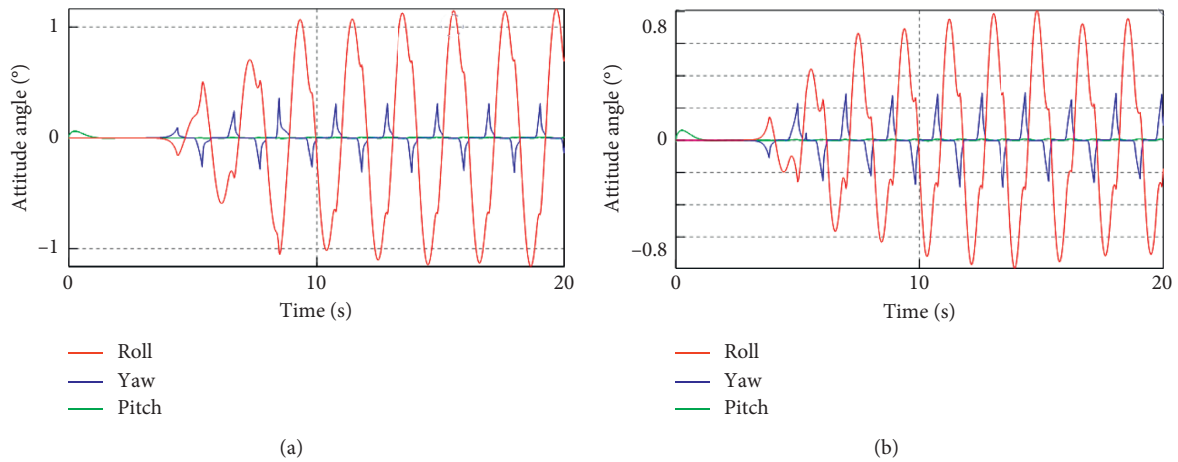 1
0
−1
Attitude angle (°)
0
10
20
Time (s)
Roll
Yaw
Pitch
(a)
0.8
0
−0.8
Attitude angle (°)
0
10
20
Time (s)
Roll
Yaw
Pitch
(b)